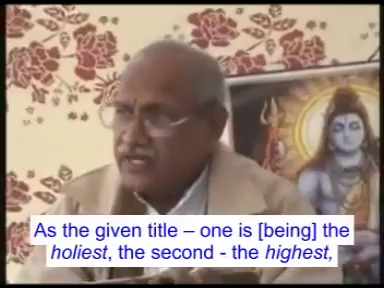 As the given title – one is [being] the
holiest, the second - the highest,